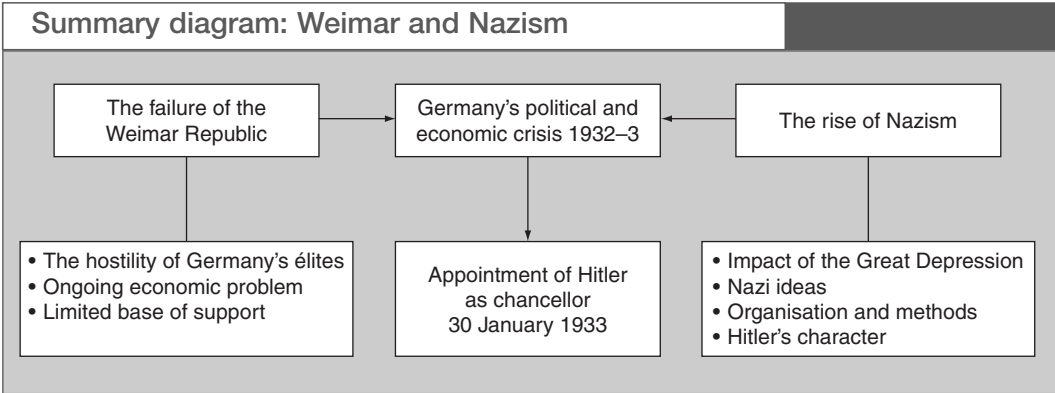 Summary diagram: Weimar and Nazism
The failure of the
Weimar Republic
Germany’s political and
economic crisis 1932–3
The rise of Nazism
• The hostility of Germany’s élites
• Ongoing economic problem
• Limited base of support
Appointment of Hitler
as chancellor
30 January 1933
• Impact of the Great Depression
• Nazi ideas
• Organisation and methods
• Hitler’s character